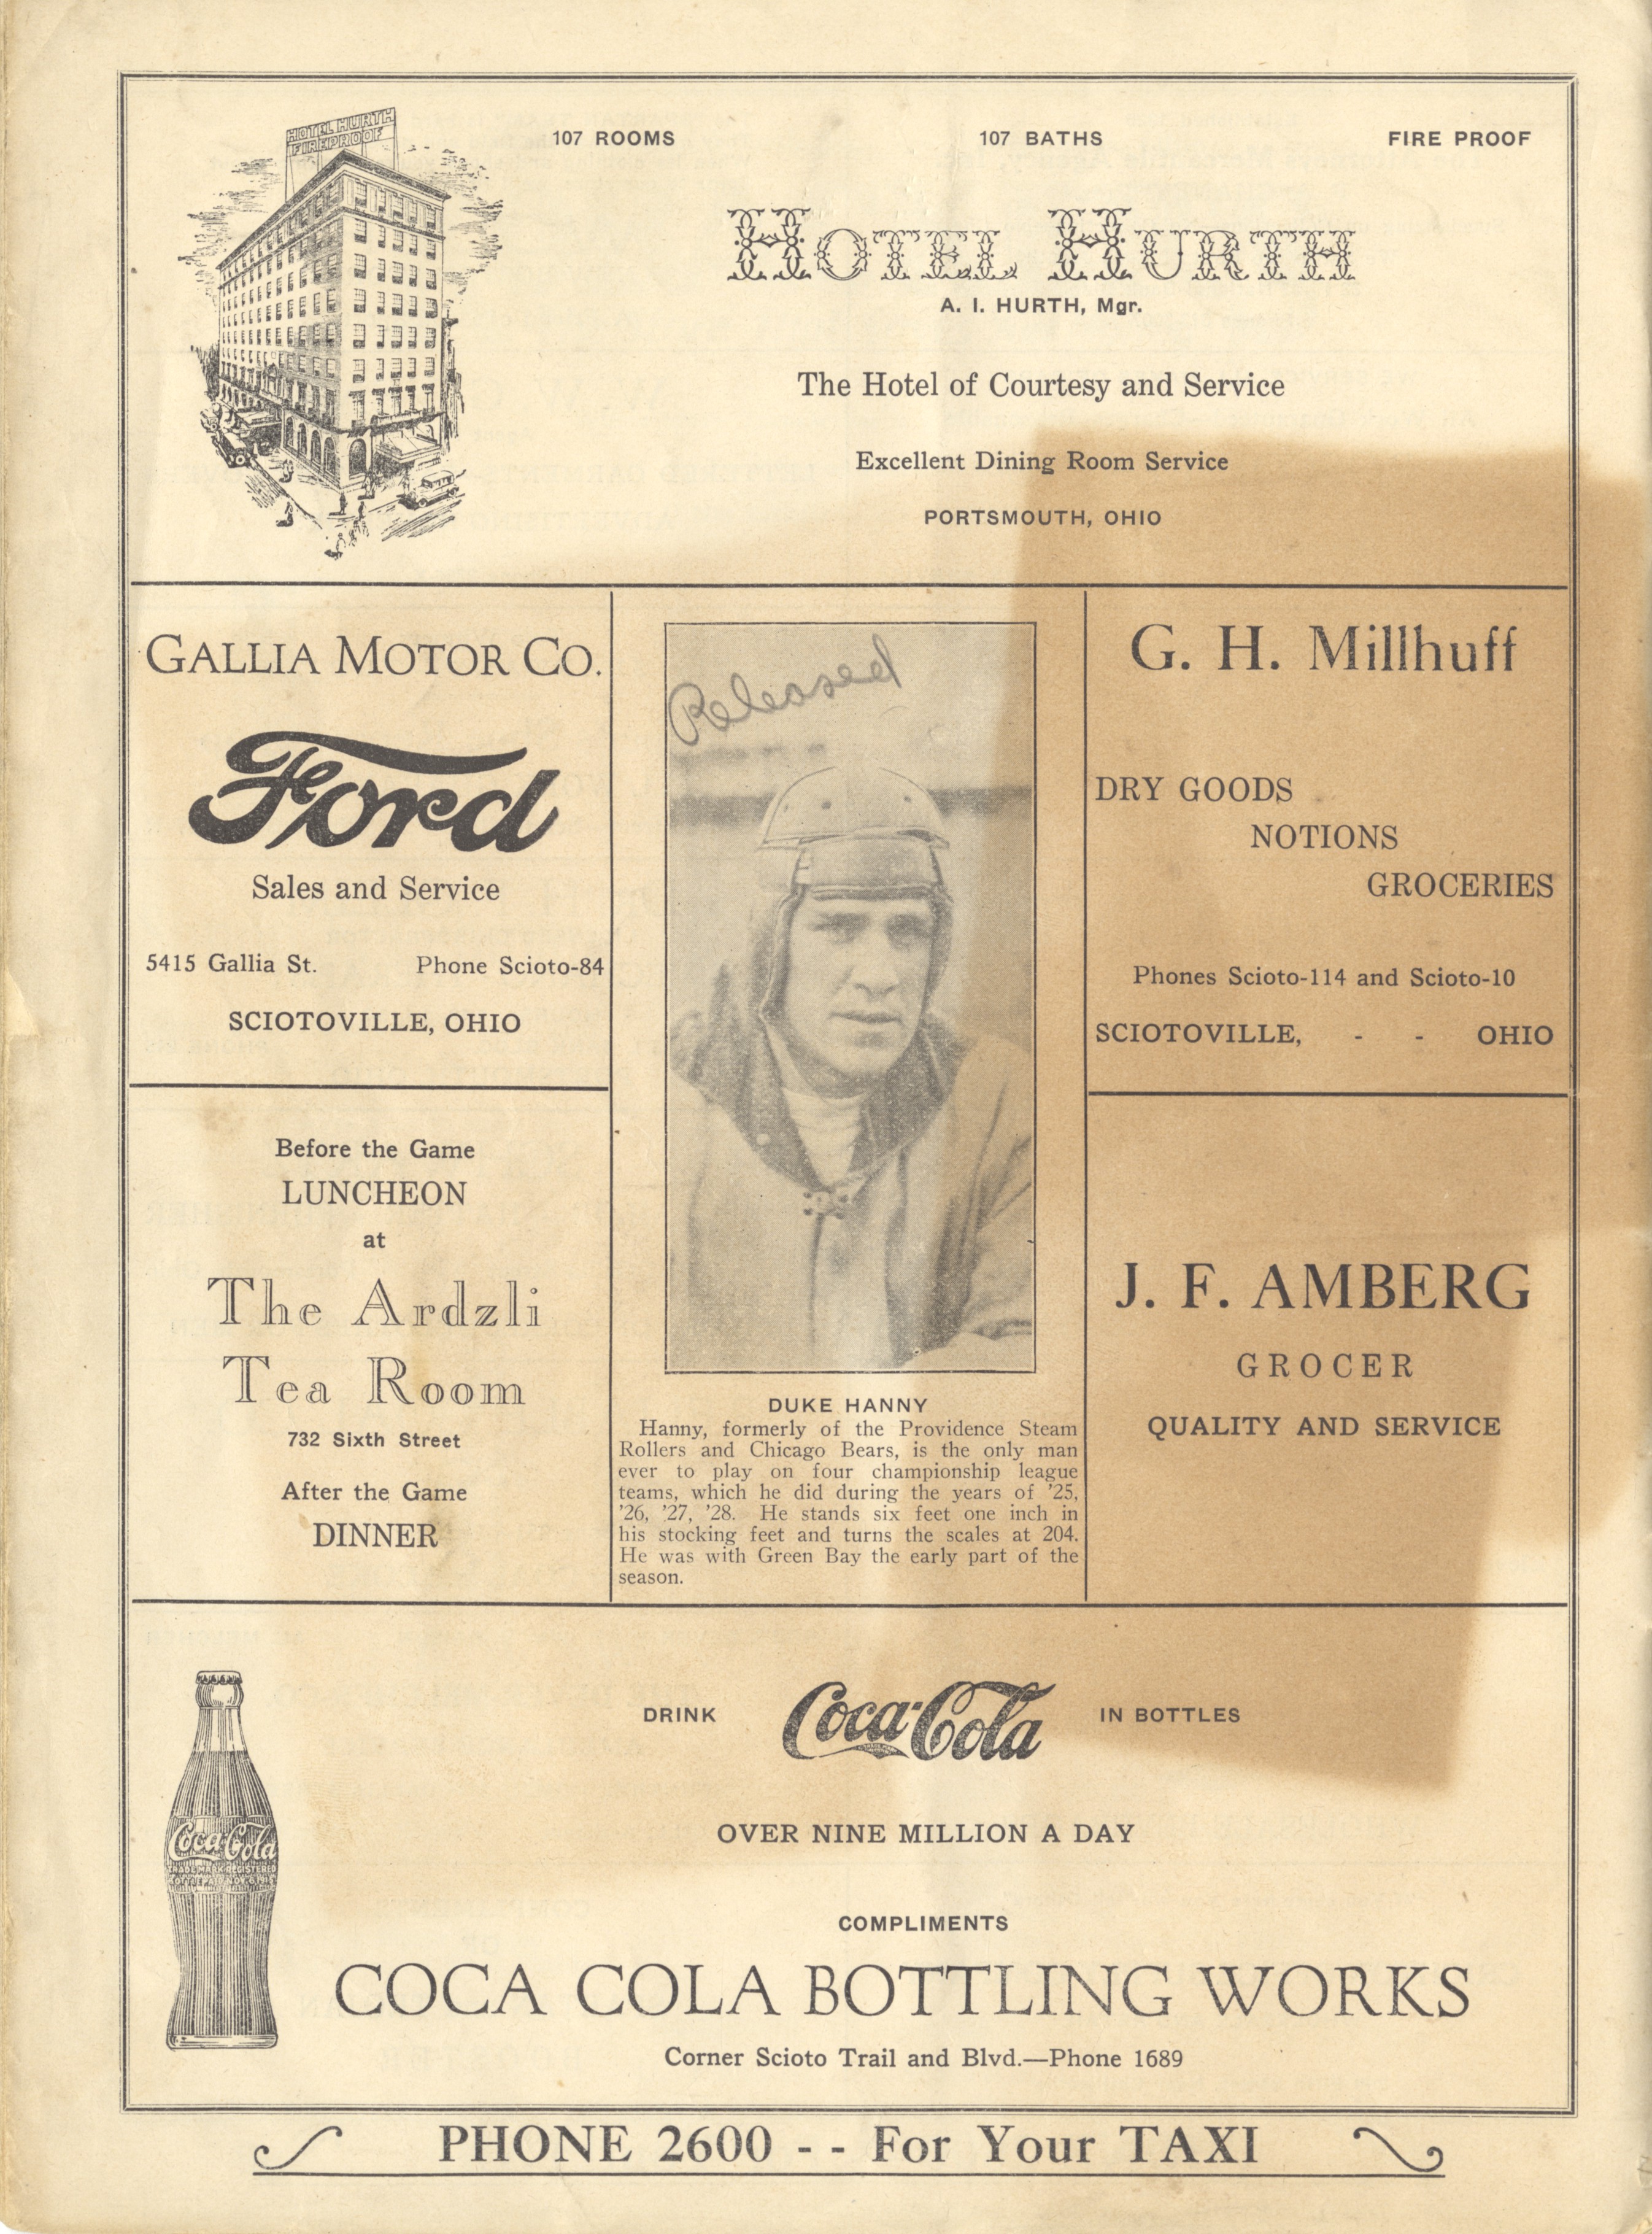 HOTEL HURTH
FIREPROOF
107 ROOMS 107 BATHS FIRE PROOF
HOTEL HURTH
A. I. HURTH, Mgr.
The Hotel of Courtesy and Service
Excellent Dining Room Service
PORTSMOUTH, OHIO
GALLIA MOTOR CO.
Ford
Sales and Service
5415 Gallia St. Phone Scioto-84
SCIOTOVILLE, OHIO
Before the Game
LUNCHEON
at
The Ardzli
Tea Room
732 Sixth Street
After the Game
DINNER
Released
DUKE HANNY
Hanny, formerly of the Providence Steam
Rollers and Chicago Bears, is the only man
ever to play on four championship league
teams, which he did during the years of '25,
'26, '27, '28. He stands six feet one inch in
his stocking feet and turns the scales at 204.
He was with Green Bay the early part of the
season.
G. H. Millhuff
DRY GOODS
NOTIONS
GROCERIES
Phones Scioto-114 and Scioto-10
SCIOTOVILLE, - - OHIO
J. F. AMBERG
GROCER
QUALITY AND SERVICE
DRINK Coca-Cola IN BOTTLES
OVER NINE MILLION A DAY
Coca-Cola
TRADE MARK REGISTERED
COMPLIMENTS
COCA COLA BOTTLING WORKS
Corner Scioto Trail and Blvd.—Phone 1689
PHONE 2600 - - For Your TAXI